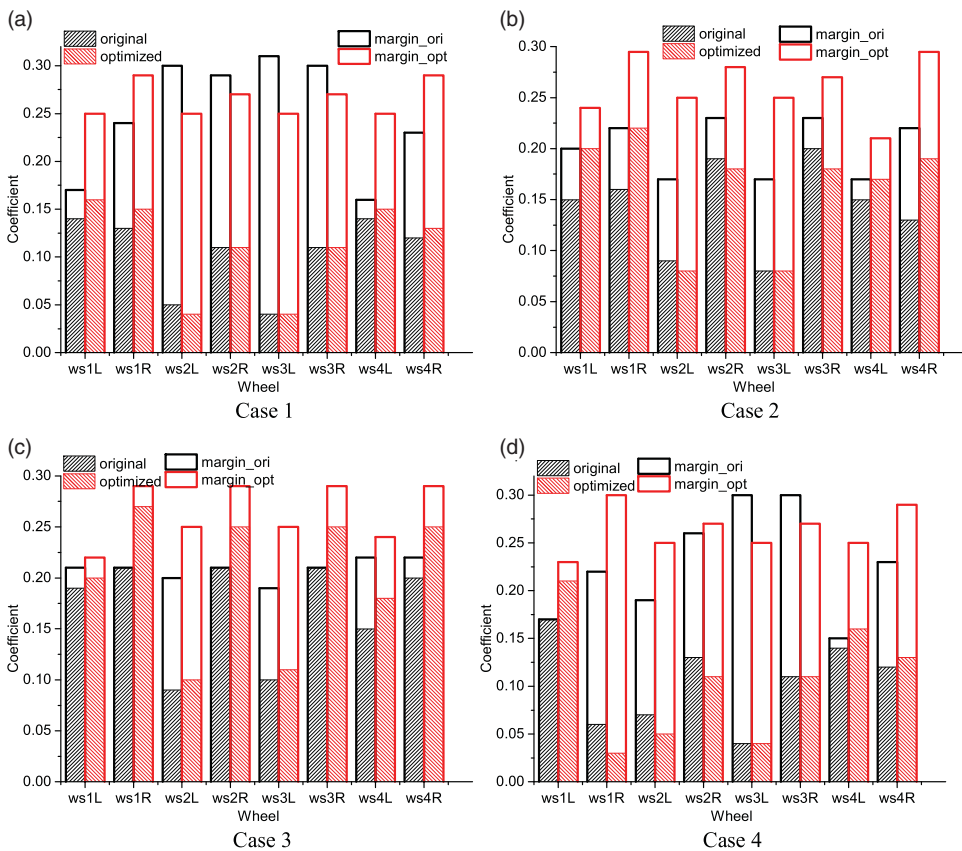 (a)
original
optimized
margin_ori
margin_opt
0.30
0.25
0.20
0.15
0.10
0.05
0.00
Coefficient
ws1L ws1R ws2L ws2R ws3L ws3R ws4L ws4R
Wheel
Case 1
(b)
original
optimized
margin_ori
margin_opt
0.30
0.25
0.20
0.15
0.10
0.05
0.00
Coefficient
ws1L ws1R ws2L ws2R ws3L ws3R ws4L ws4R
Wheel
Case 2
(c)
original
optimized
margin_ori
margin_opt
0.30
0.25
0.20
0.15
0.10
0.05
0.00
Coefficient
ws1L ws1R ws2L ws2R ws3L ws3R ws4L ws4R
Wheel
Case 3
(d)
original
optimized
margin_ori
margin_opt
0.30
0.25
0.20
0.15
0.10
0.05
0.00
Coefficient
ws1L ws1R ws2L ws2R ws3L ws3R ws4L ws4R
Wheel
Case 4